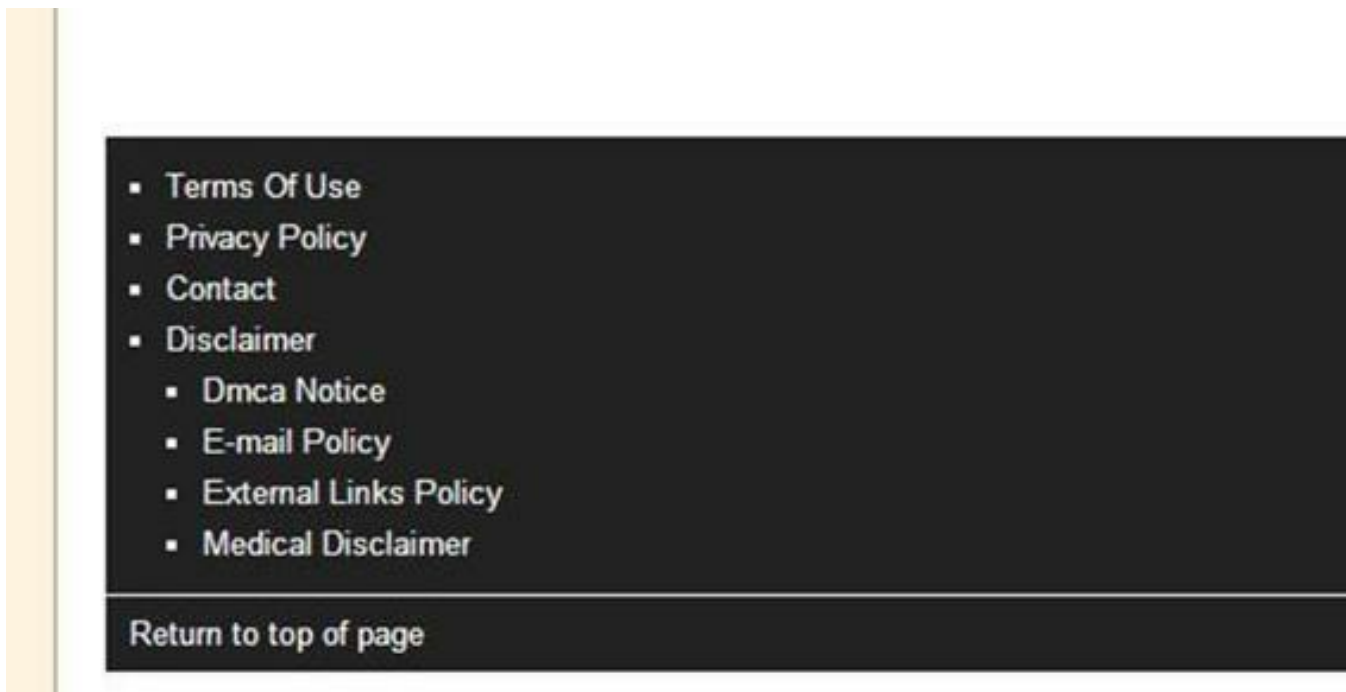 Terms Of Use
Privacy Policy
Contact
Disclaimer
Dmca Notice
E-mail Policy
External Links Policy
Medical Disclaimer
Return to top of page